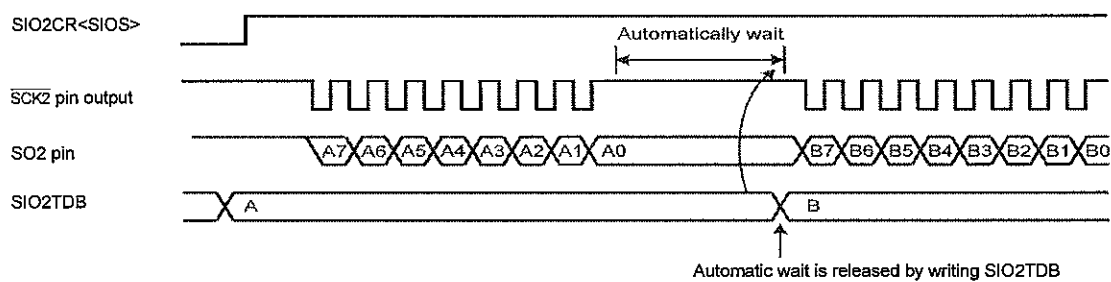 SIO2CR<SIOS>
Automatically wait
SCK2 pin output
SO2 pin
A7 A6 A5 A4 A3 A2 A1 A0 B7 B6 B5 B4 B3 B2 B1 B0
SIO2TDB
A B
Automatic wait is released by writing SIO2TDB